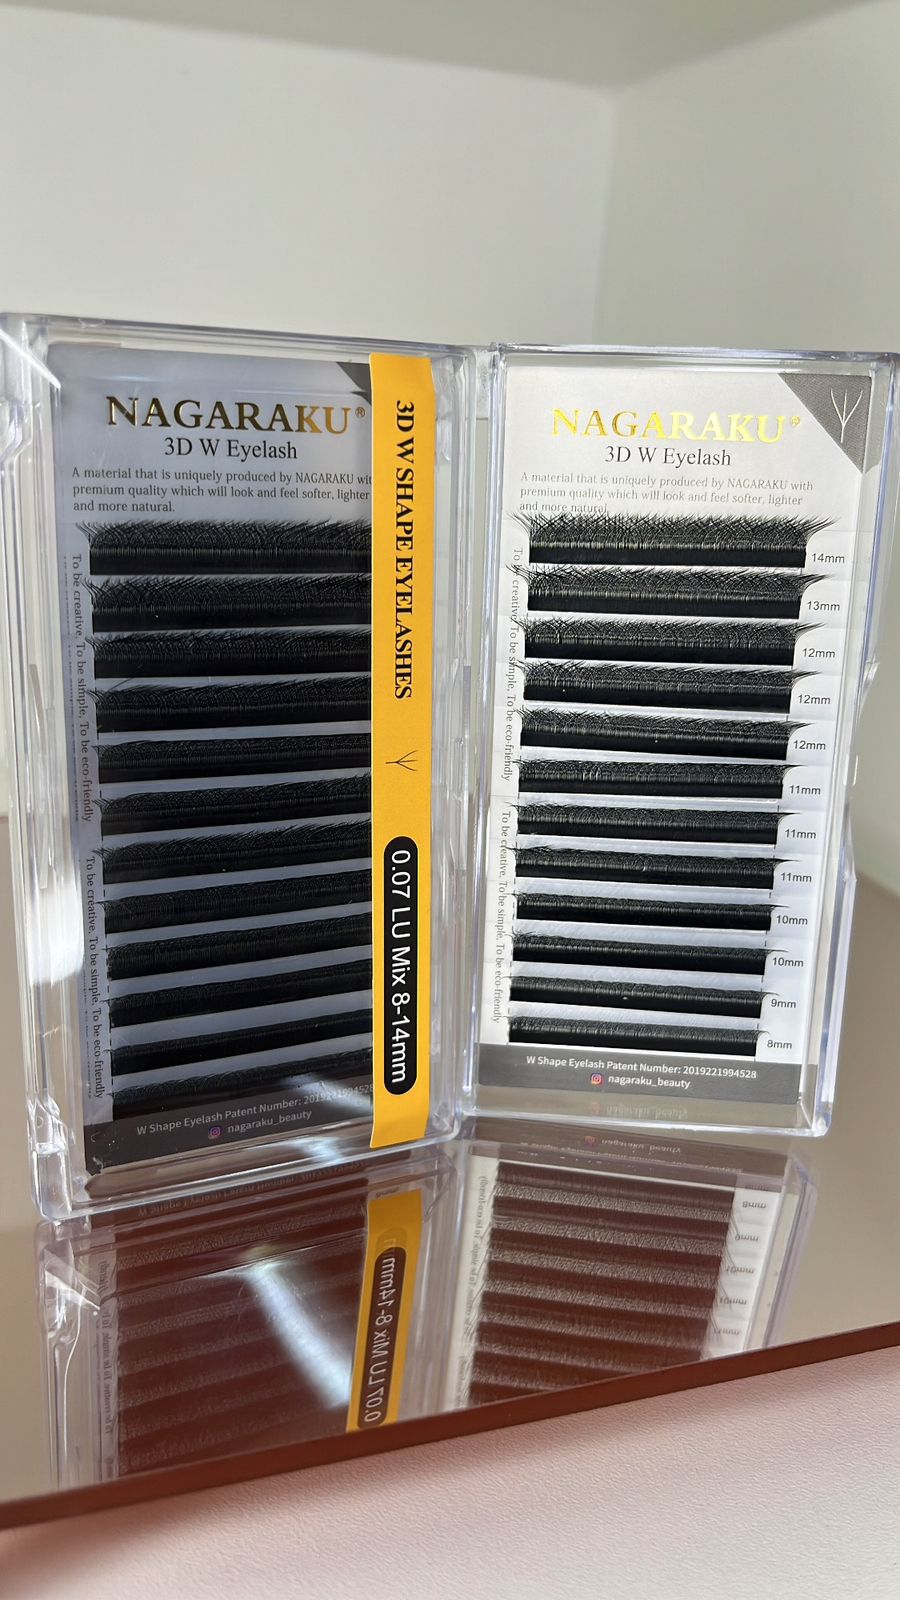 NAGARAKU®
3D W Eyelash
A material that is uniquely produced by NAGARAKU wit
premium quality which will look and feel softer, lighter
and more natural.
To be creative, To be simple, To be eco-friendly
To be creative, To be simple, To be eco-friendly
W Shape Eyelash Patent Number: 2019221994528
nagaraku_beauty
3D W SHAPE EYELASHES
0.07 LU Mix 8-14mm
NAGARAKU®
3D W Eyelash
A material that is uniquely produced by NAGARAKU with
premium quality which will look and feel softer, lighter
and more natural.
To be creative, To be simple, To be eco-friendly
To be creative, To be simple, To be eco-friendly
14mm
13mm
12mm
12mm
12mm
11mm
11mm
11mm
10mm
10mm
9mm
8mm
W Shape Eyelash Patent Number: 2019221994528
nagaraku_beauty